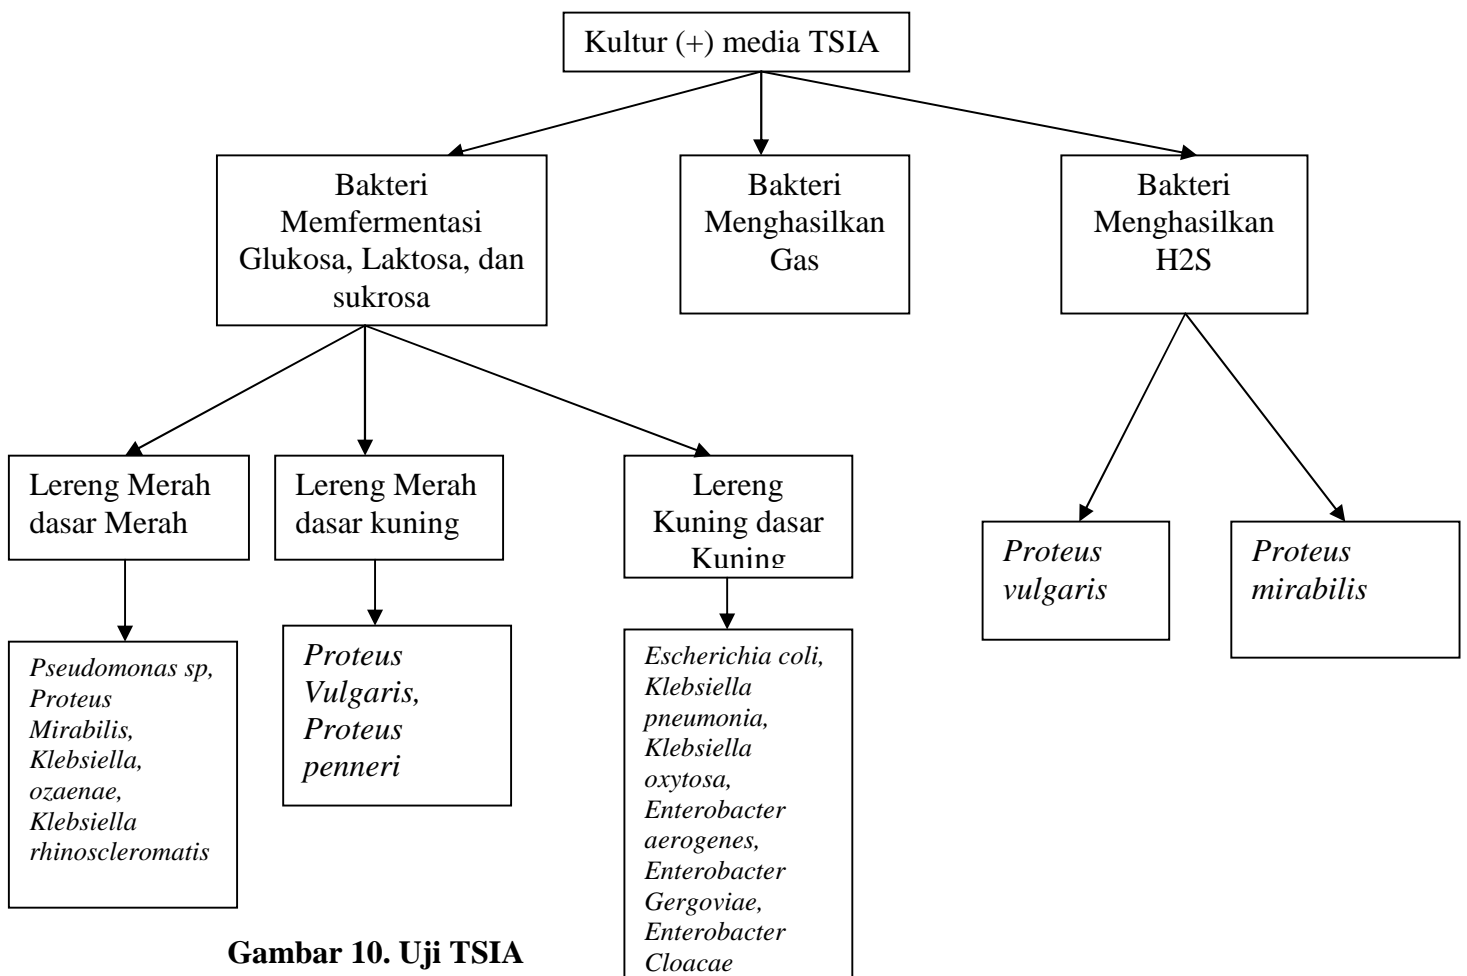 Kultur (+) media TSIA
Bakteri
Memfermentasi
Glukosa, Laktosa, dan
sukrosa
Bakteri
Menghasilkan
Gas
Bakteri
Menghasilkan
H2S
Lereng Merah
dasar Merah
Lereng Merah
dasar kuning
Lereng
Kuning dasar
Kuning
Proteus
vulgaris
Proteus
mirabilis
Pseudomonas sp,
Proteus
Mirabilis,
Klebsiella,
ozaenae,
Klebsiella
rhinoscleromatis
Proteus
Vulgaris,
Proteus
penneri
Escherichia coli,
Klebsiella
pneumonia,
Klebsiella
oxytosa,
Enterobacter
aerogenes,
Enterobacter
Gergoviae,
Enterobacter
Cloacae
Gambar 10. Uji TSIA